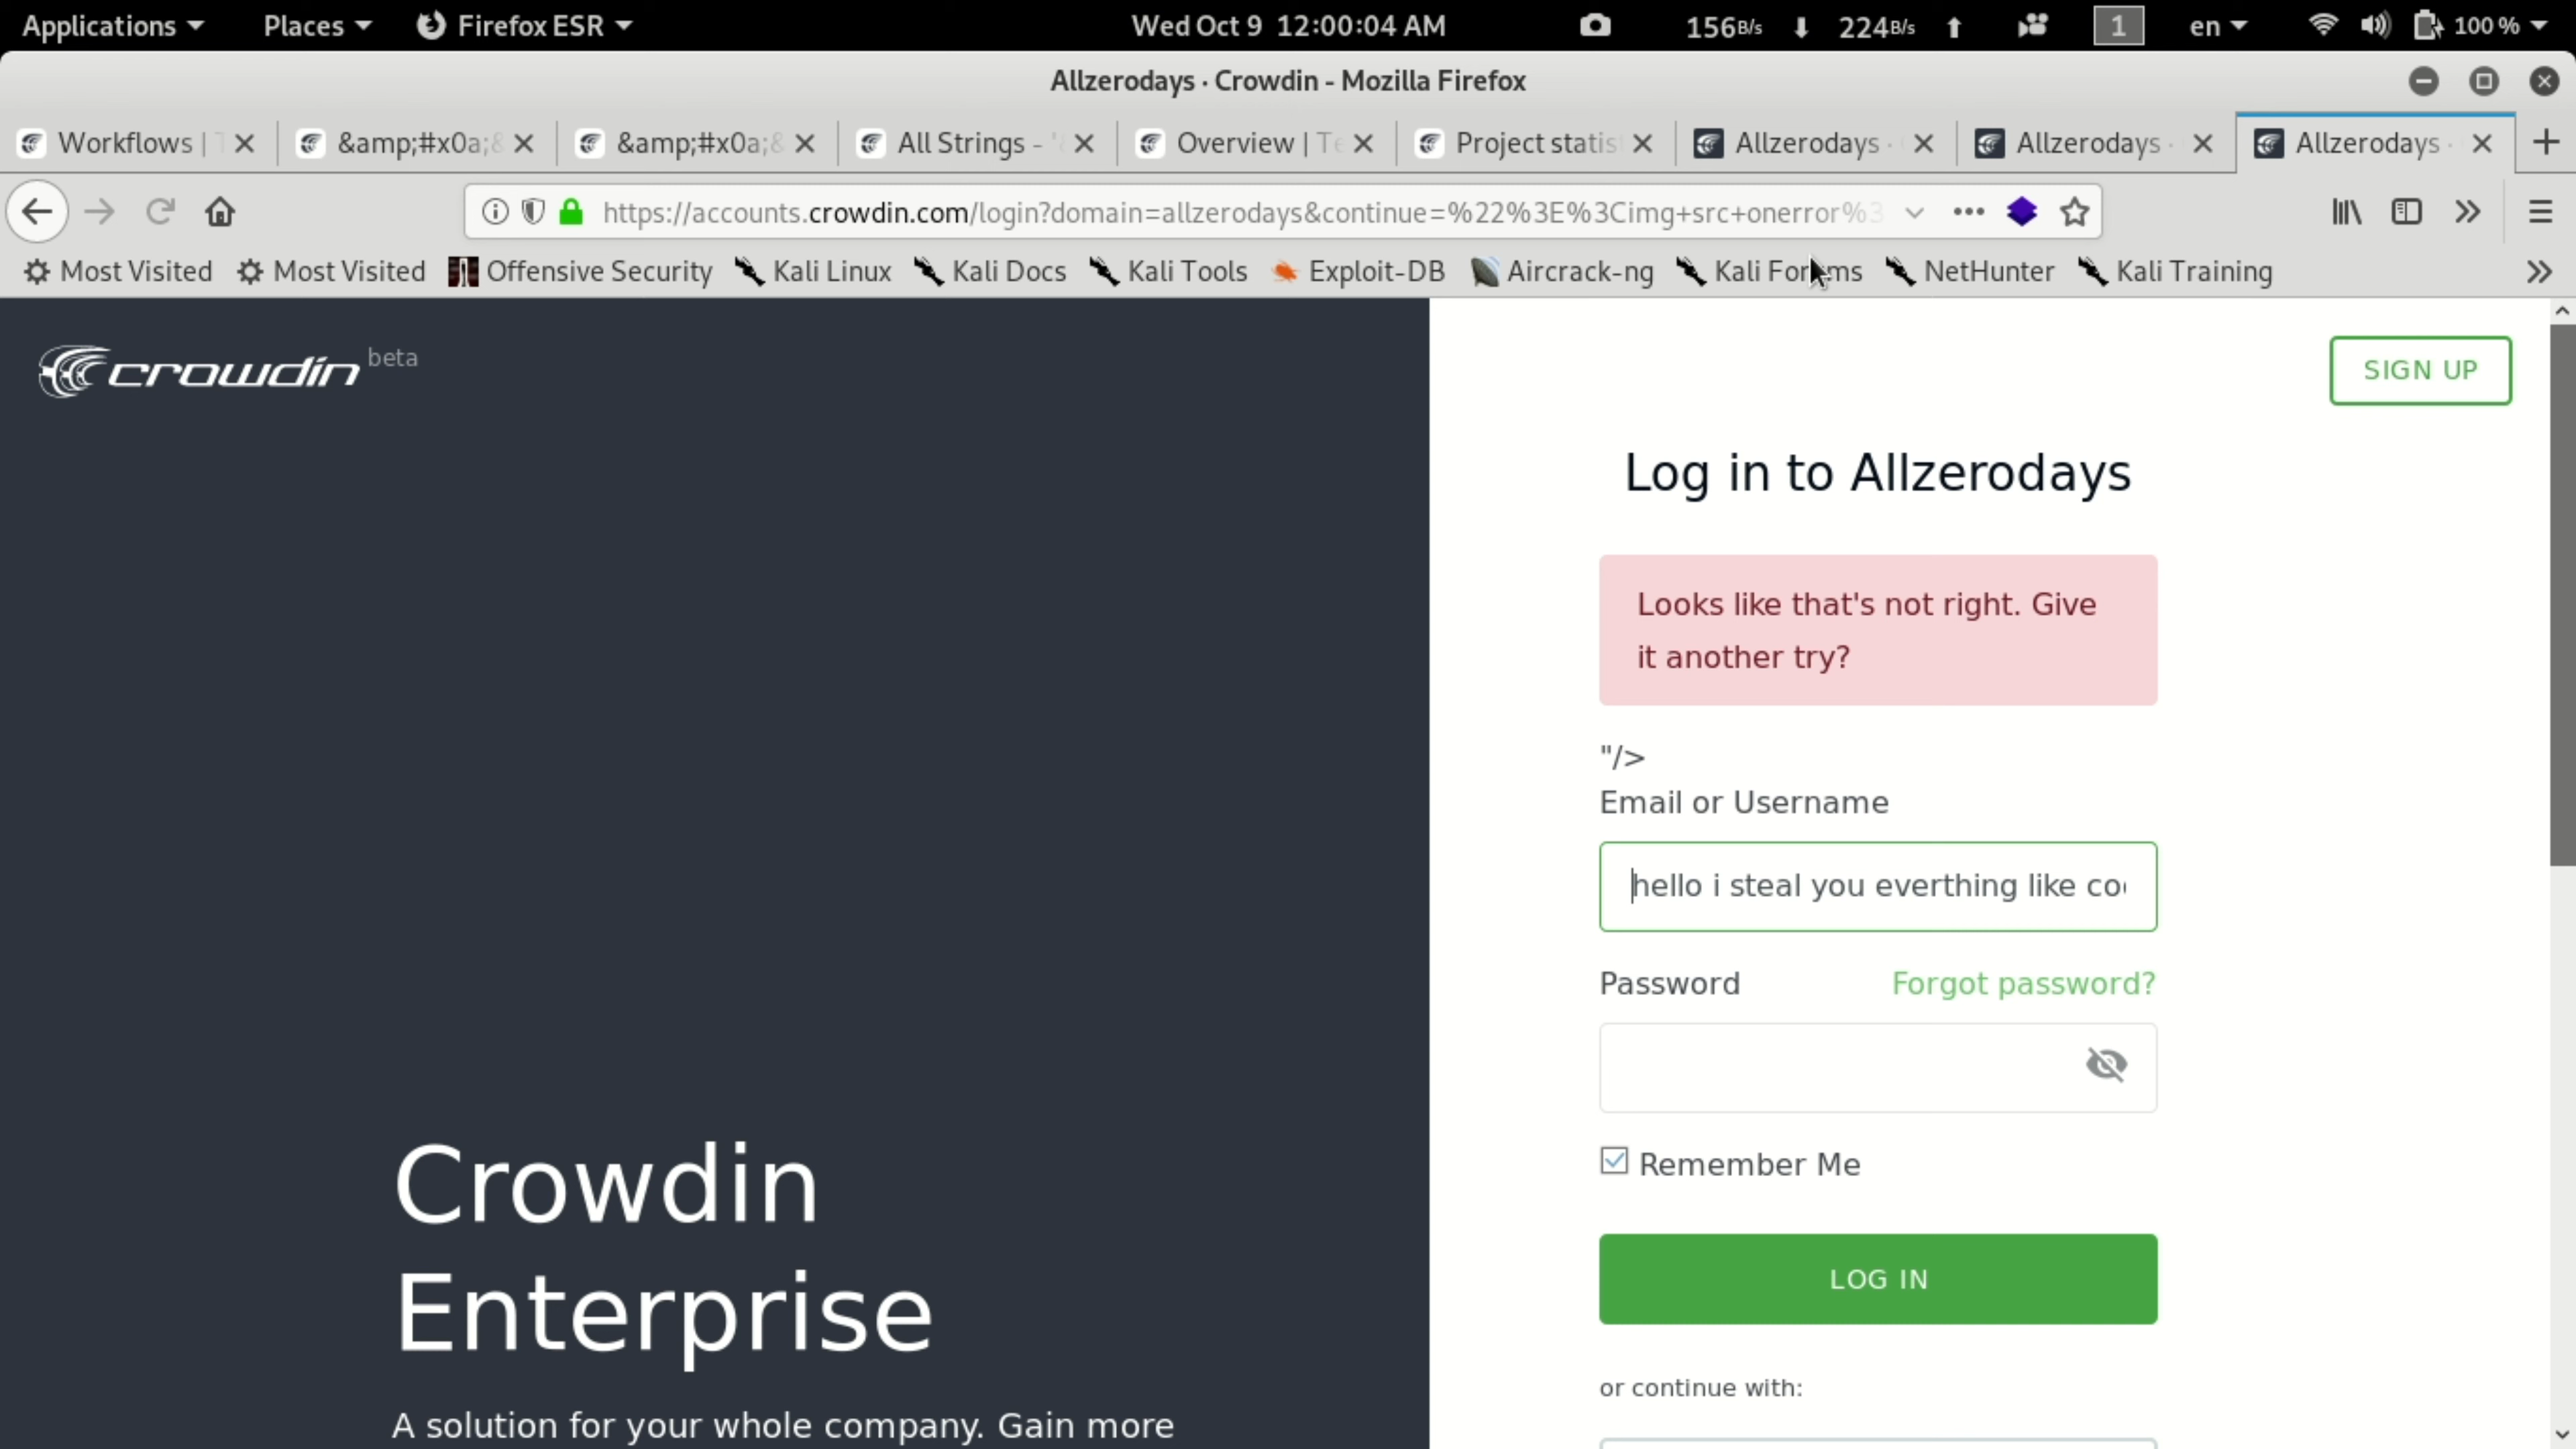 Applications Places Firefox ESR Wed Oct 9 12:00:04 AM 156B/s 224B/s 1 en 100 %
Allzerodays · Crowdin - Mozilla Firefox
Workflows | &amp;#x0a; &amp;#x0a; All Strings - Overview | Te Project statis Allzerodays · Allzerodays · Allzerodays ·
https://accounts.crowdin.com/login?domain=allzerodays&continue=%22%3E%3Cimg+src+onerror%3
Most Visited Most Visited Offensive Security Kali Linux Kali Docs Kali Tools Exploit-DB Aircrack-ng Kali Forums NetHunter Kali Training
crowdin beta
SIGN UP
Log in to Allzerodays
Looks like that's not right. Give
it another try?
"/>
Email or Username
hello i steal you everthing like co
Password Forgot password?
Remember Me
LOG IN
or continue with:
Crowdin
Enterprise
A solution for your whole company. Gain more